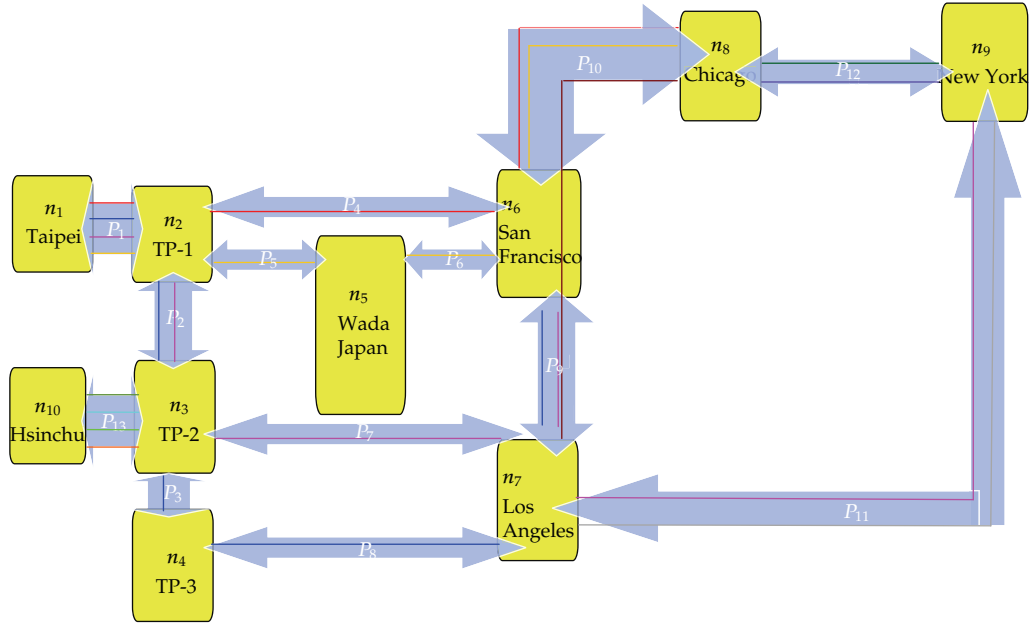 n8
Chicago
n9
New York
P10
P12
n1
Taipei
P1
n2
TP-1
P4
n6
San
Francisco
P5
P6
n5
Wada
Japan
P2
P9
n10
Hsinchu
P13
n3
TP-2
P7
n7
Los
Angeles
P3
P11
n4
TP-3
P8